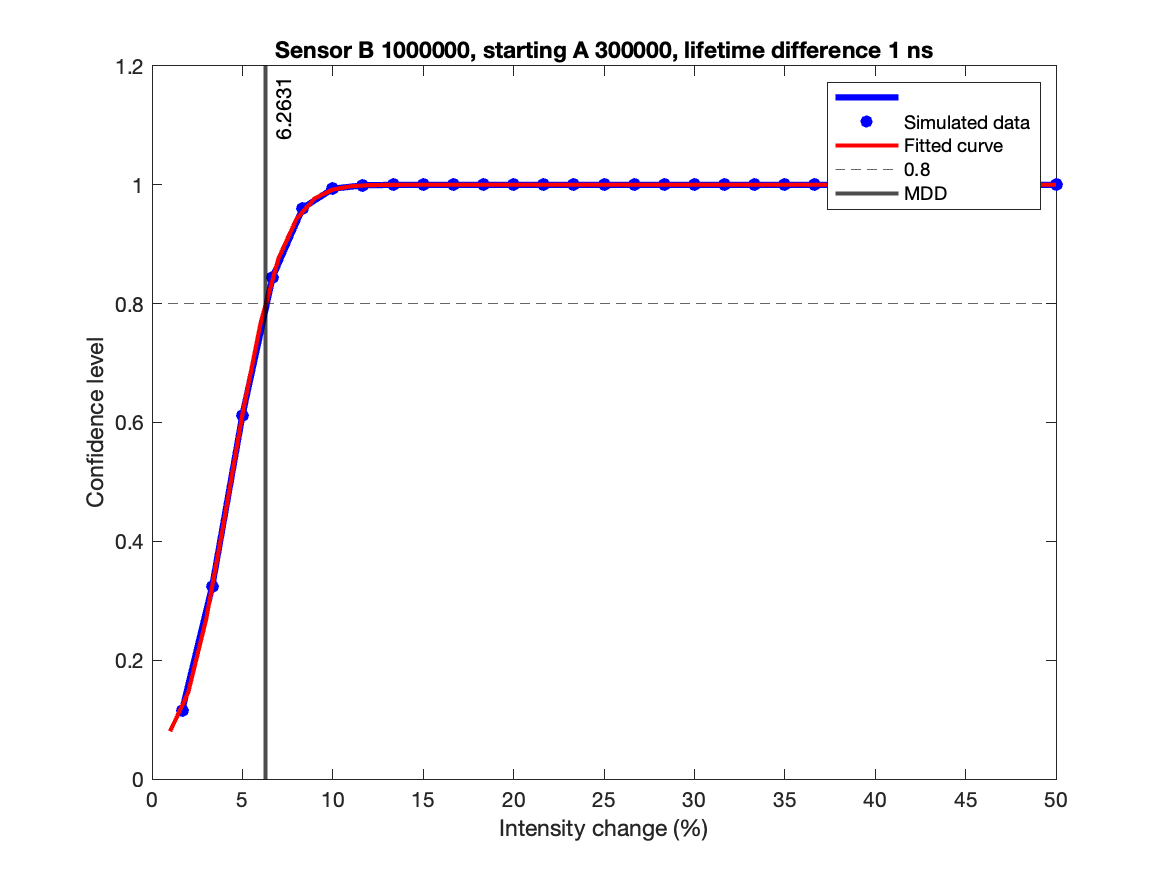 Sensor B 1000000, starting A 300000, lifetime difference 1 ns
1.2
1
0.8
0.6
0.4
0.2
0
Confidence level
6.2631
Simulated data
Fitted curve
0.8
MDD
0 5 10 15 20 25 30 35 40 45 50
Intensity change (%)